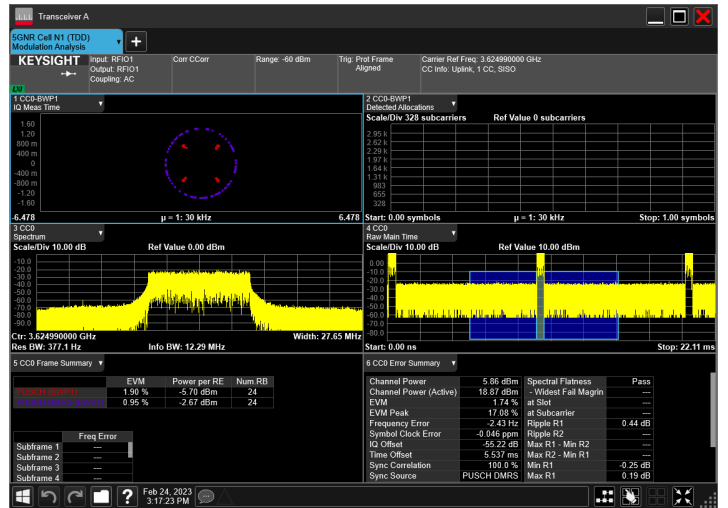 Transceiver A
5GNR Cell N1 (TDD)
Modulation Analysis
KEYSIGHT
LXI
Input: RFIO1
Output: RFIO1
Coupling: AC
Corr CCorr
Range: -60 dBm
Trig: Prot Frame
Aligned
Carrier Ref Freq: 3.624990000 GHz
CC Info: Uplink, 1 CC, SISO
1 CC0-BWP1
IQ Meas Time
1.60
1.20
800 m
400 m
0
-400 m
-800 m
-1.20
-1.60
-6.478
µ = 1: 30 kHz
6.478
2 CC0-BWP1
Detected Allocations
Scale/Div 328 subcarriers
Ref Value 0 subcarriers
2.95 k
2.62 k
2.29 k
1.97 k
1.64 k
1.31 k
983
655
328
Start: 0.00 symbols
µ = 1: 30 kHz
Stop: 1.00 symbols
3 CC0
Spectrum
Scale/Div 10.00 dB
Ref Value 0.00 dBm
-10.0
-20.0
-30.0
-40.0
-50.0
-60.0
-70.0
-80.0
-90.0
Ctr: 3.624990000 GHz
Width: 27.65 MHz
Res BW: 377.1 Hz
Info BW: 12.29 MHz
4 CC0
Raw Main Time
Scale/Div 10.00 dB
Ref Value 10.00 dBm
0.00
-10.0
-20.0
-30.0
-40.0
-50.0
-60.0
-70.0
-80.0
Start: 0.00 ns
Stop: 22.11 ms
5 CC0 Frame Summary
EVM Power per RE Num.RB
1.90 % -5.70 dBm 24
0.95 % -2.67 dBm 24
Freq Error
Subframe 1 ---
Subframe 2 ---
Subframe 3 ---
Subframe 4 ---
6 CC0 Error Summary
Channel Power 5.86 dBm Spectral Flatness Pass
Channel Power (Active) 18.87 dBm - Widest Fail Magrin ---
EVM 1.74 % at Slot ---
EVM Peak 17.08 % at Subcarrier ---
Frequency Error -2.43 Hz Ripple R1 0.44 dB
Symbol Clock Error -0.046 ppm Ripple R2 ---
IQ Offset -55.22 dB Max R1 - Min R2 ---
Time Offset 5.537 ms Max R2 - Min R1 ---
Sync Correlation 100.0 % Min R1 -0.25 dB
Sync Source PUSCH DMRS Max R1 0.19 dB
?
Feb 24, 2023
3:17:23 PM